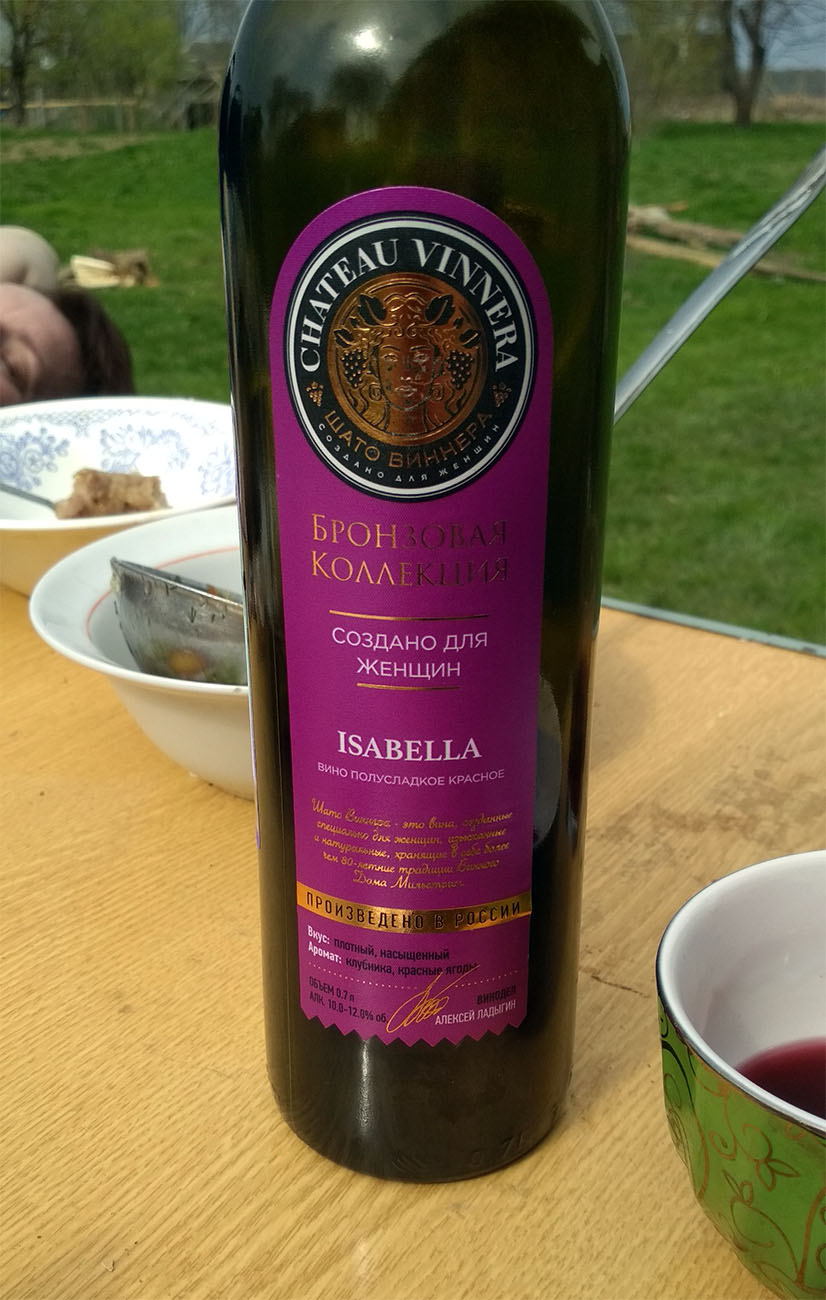 CHATEAU VINNERA
ШАТО ВИННЕРА
СОЗДАНО ДЛЯ ЖЕНЩИН
БРОНЗОВАЯ
КОЛЛЕКЦИЯ
СОЗДАНО ДЛЯ
ЖЕНЩИН
ISABELLA
ВИНО ПОЛУСЛАДКОЕ КРАСНОЕ
Шато Виннера - это вина, созданные
специально для женщин, изысканные
и натуральные, хранящие в себе более
чем 80-летние традиции Винного
Дома Мильстрим.
ПРОИЗВЕДЕНО В РОССИИ
Вкус: плотный, насыщенный
Аромат: клубника, красные ягоды
ОБЪЕМ 0.7 л
АЛК. 10.0-12.0% об.
ВИНОДЕЛ
АЛЕКСЕЙ ЛАДЫГИН